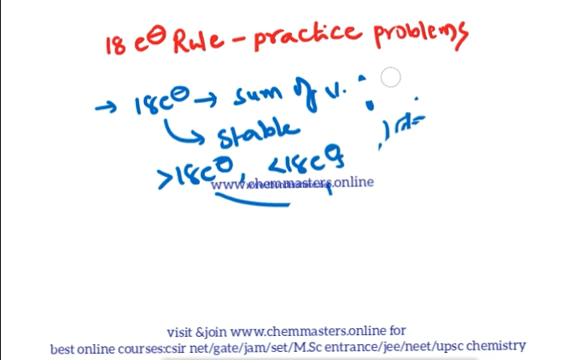 18 e⊖ Rule - practice problems
→ 18e⊖ → sum of v.
stable
>18e⊖, <18e⊖
www.chemmasters.online
visit &join www.chemmasters.online for
best online courses:csir net/gate/jam/set/M.Sc entrance/jee/neet/upsc chemistry